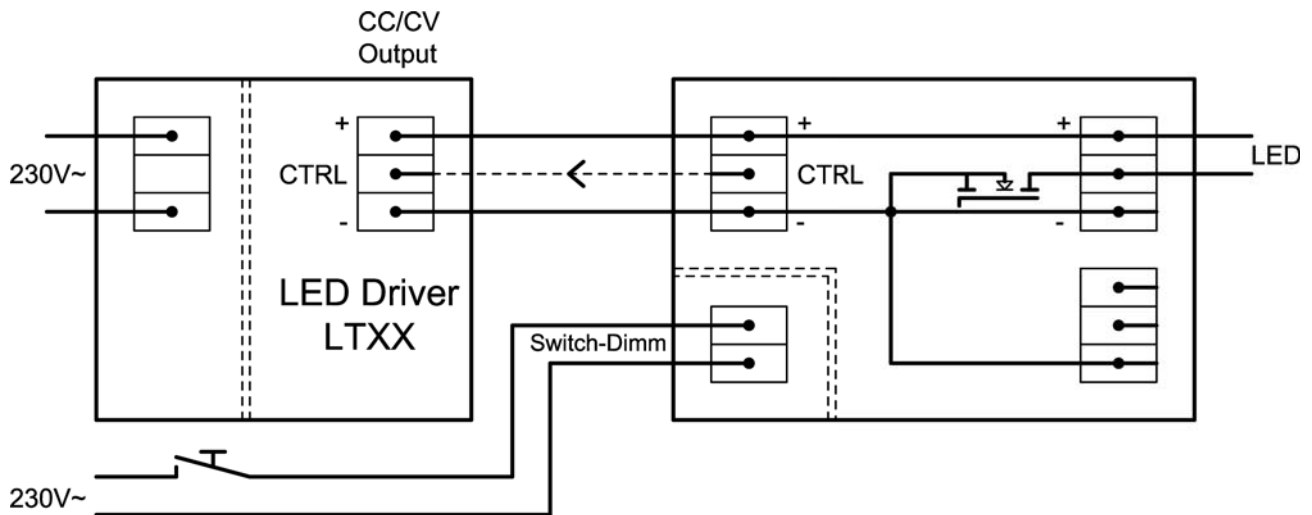 CC/CV
Output
+
+
+
230V~
CTRL
CTRL
LED
-
-
-
LED Driver
LTXX
Switch-Dimm
230V~